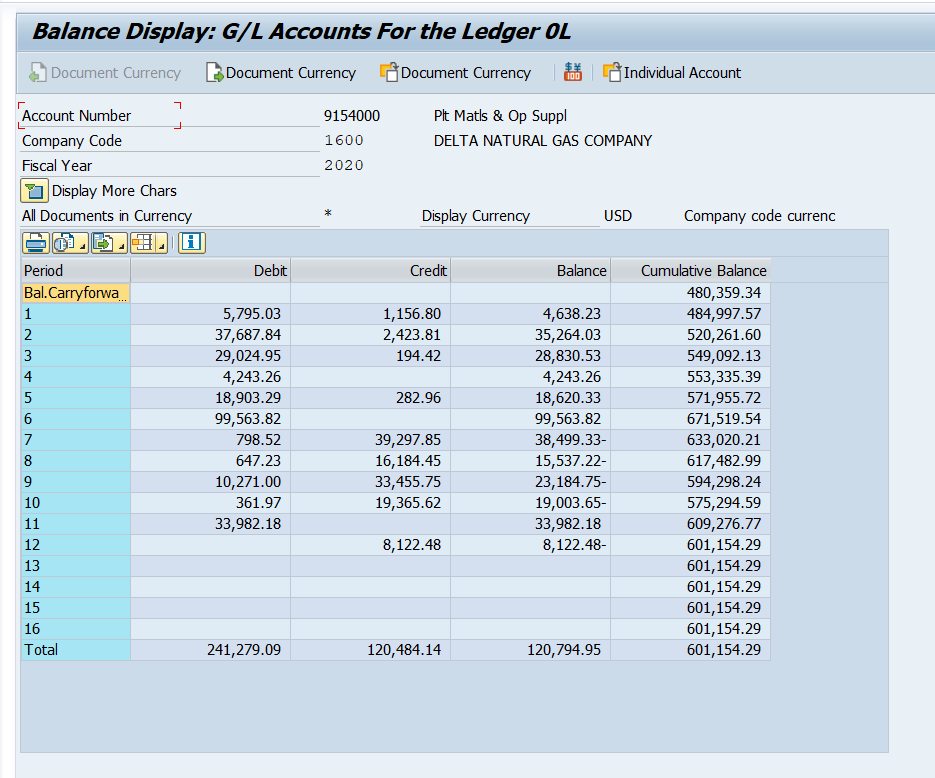 Balance Display: G/L Accounts For the Ledger 0L
Document Currency Document Currency Document Currency Individual Account
Account Number 9154000 Plt Matls & Op Suppl
Company Code 1600 DELTA NATURAL GAS COMPANY
Fiscal Year 2020
Display More Chars
All Documents in Currency * Display Currency USD Company code currenc
Period Debit Credit Balance Cumulative Balance
Bal.Carryforwa 480,359.34
1 5,795.03 1,156.80 4,638.23 484,997.57
2 37,687.84 2,423.81 35,264.03 520,261.60
3 29,024.95 194.42 28,830.53 549,092.13
4 4,243.26 4,243.26 553,335.39
5 18,903.29 282.96 18,620.33 571,955.72
6 99,563.82 99,563.82 671,519.54
7 798.52 39,297.85 38,499.33- 633,020.21
8 647.23 16,184.45 15,537.22- 617,482.99
9 10,271.00 33,455.75 23,184.75- 594,298.24
10 361.97 19,365.62 19,003.65- 575,294.59
11 33,982.18 33,982.18 609,276.77
12 8,122.48 8,122.48- 601,154.29
13 601,154.29
14 601,154.29
15 601,154.29
16 601,154.29
Total 241,279.09 120,484.14 120,794.95 601,154.29